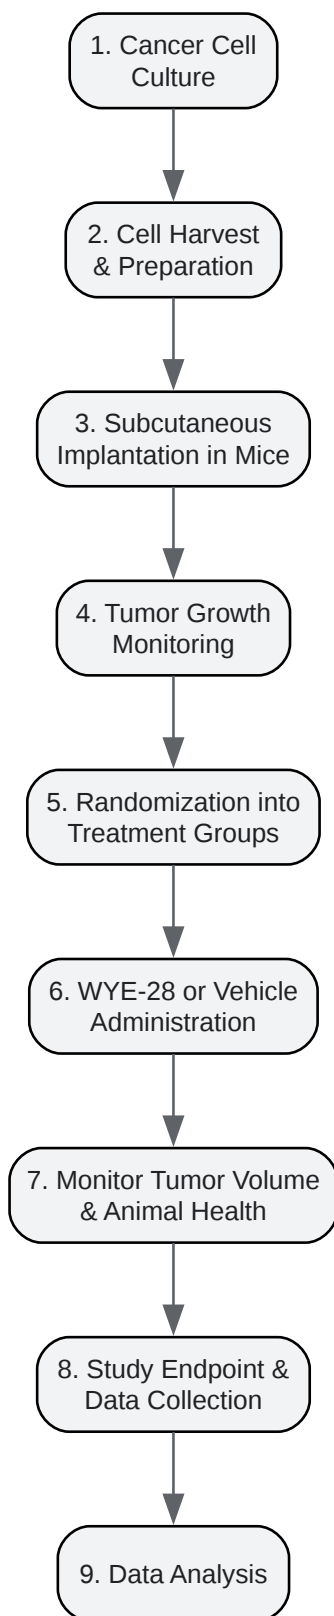 1. Cancer Cell
Culture
2. Cell Harvest
& Preparation
3. Subcutaneous
Implantation in Mice
4. Tumor Growth
Monitoring
5. Randomization into
Treatment Groups
6. WYE-28 or Vehicle
Administration
7. Monitor Tumor Volume
& Animal Health
8. Study Endpoint &
Data Collection
9. Data Analysis